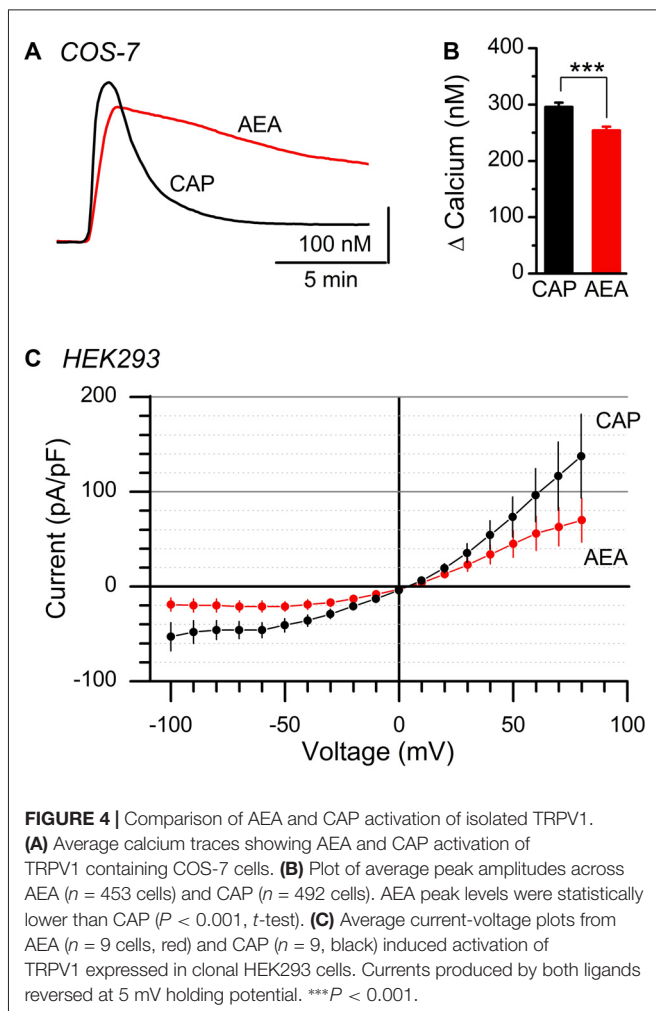 A COS-7
AEA
CAP
100 nM
5 min
B
***
Δ Calcium (nM)
400
300
200
100
0
CAP AEA
C HEK293
Current (pA/pF)
200
100
0
-100
CAP
AEA
-100 -50 0 50 100
Voltage (mV)
FIGURE 4 | Comparison of AEA and CAP activation of isolated TRPV1.
(A) Average calcium traces showing AEA and CAP activation of
TRPV1 containing COS-7 cells. (B) Plot of average peak amplitudes across
AEA (n = 453 cells) and CAP (n = 492 cells). AEA peak levels were statistically
lower than CAP (P < 0.001, t-test). (C) Average current-voltage plots from
AEA (n = 9 cells, red) and CAP (n = 9, black) induced activation of
TRPV1 expressed in clonal HEK293 cells. Currents produced by both ligands
reversed at 5 mV holding potential. ***P < 0.001.